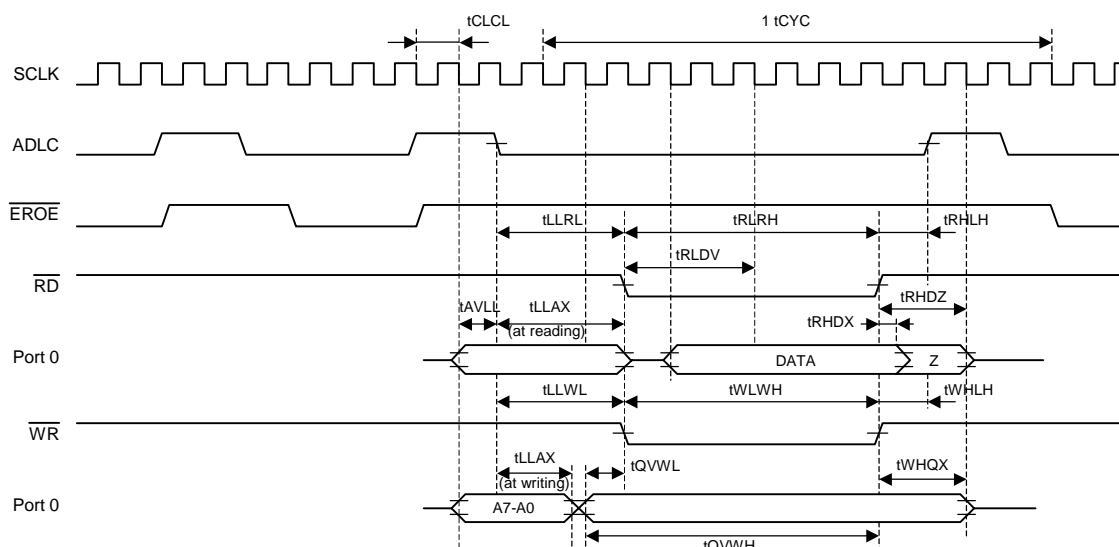 tCLCL
1 tCYC
SCLK
ADLC
EROE
tLLRL
tRLRH
tRHLH
tRLDV
RD
tRHDZ
tAVLL
tLLAX
(at reading)
tRHDX
Port 0
DATA
Z
tLLWL
tWLWH
tWHLH
WR
tLLAX
(at writing)
tQVWL
tWHQX
Port 0
A7-A0
tQVWH